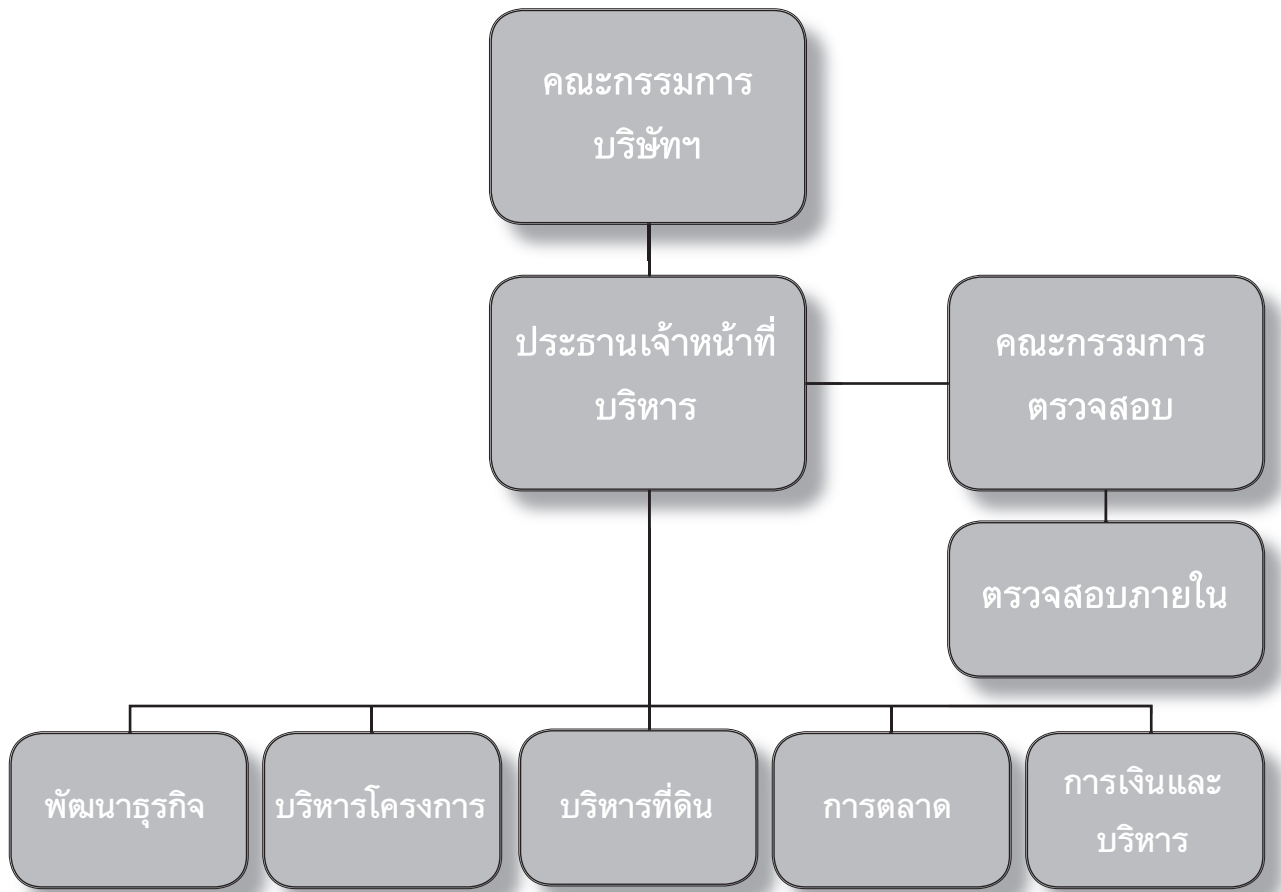 คณะกรรมการ
บริษัทฯ
ประธานเจ้าหน้าที่
บริหาร
คณะกรรมการ
ตรวจสอบ
ตรวจสอบภายใน
พัฒนาธุรกิจ
บริหารโครงการ
บริหารที่ดิน
การตลาด
การเงินและ
บริหาร